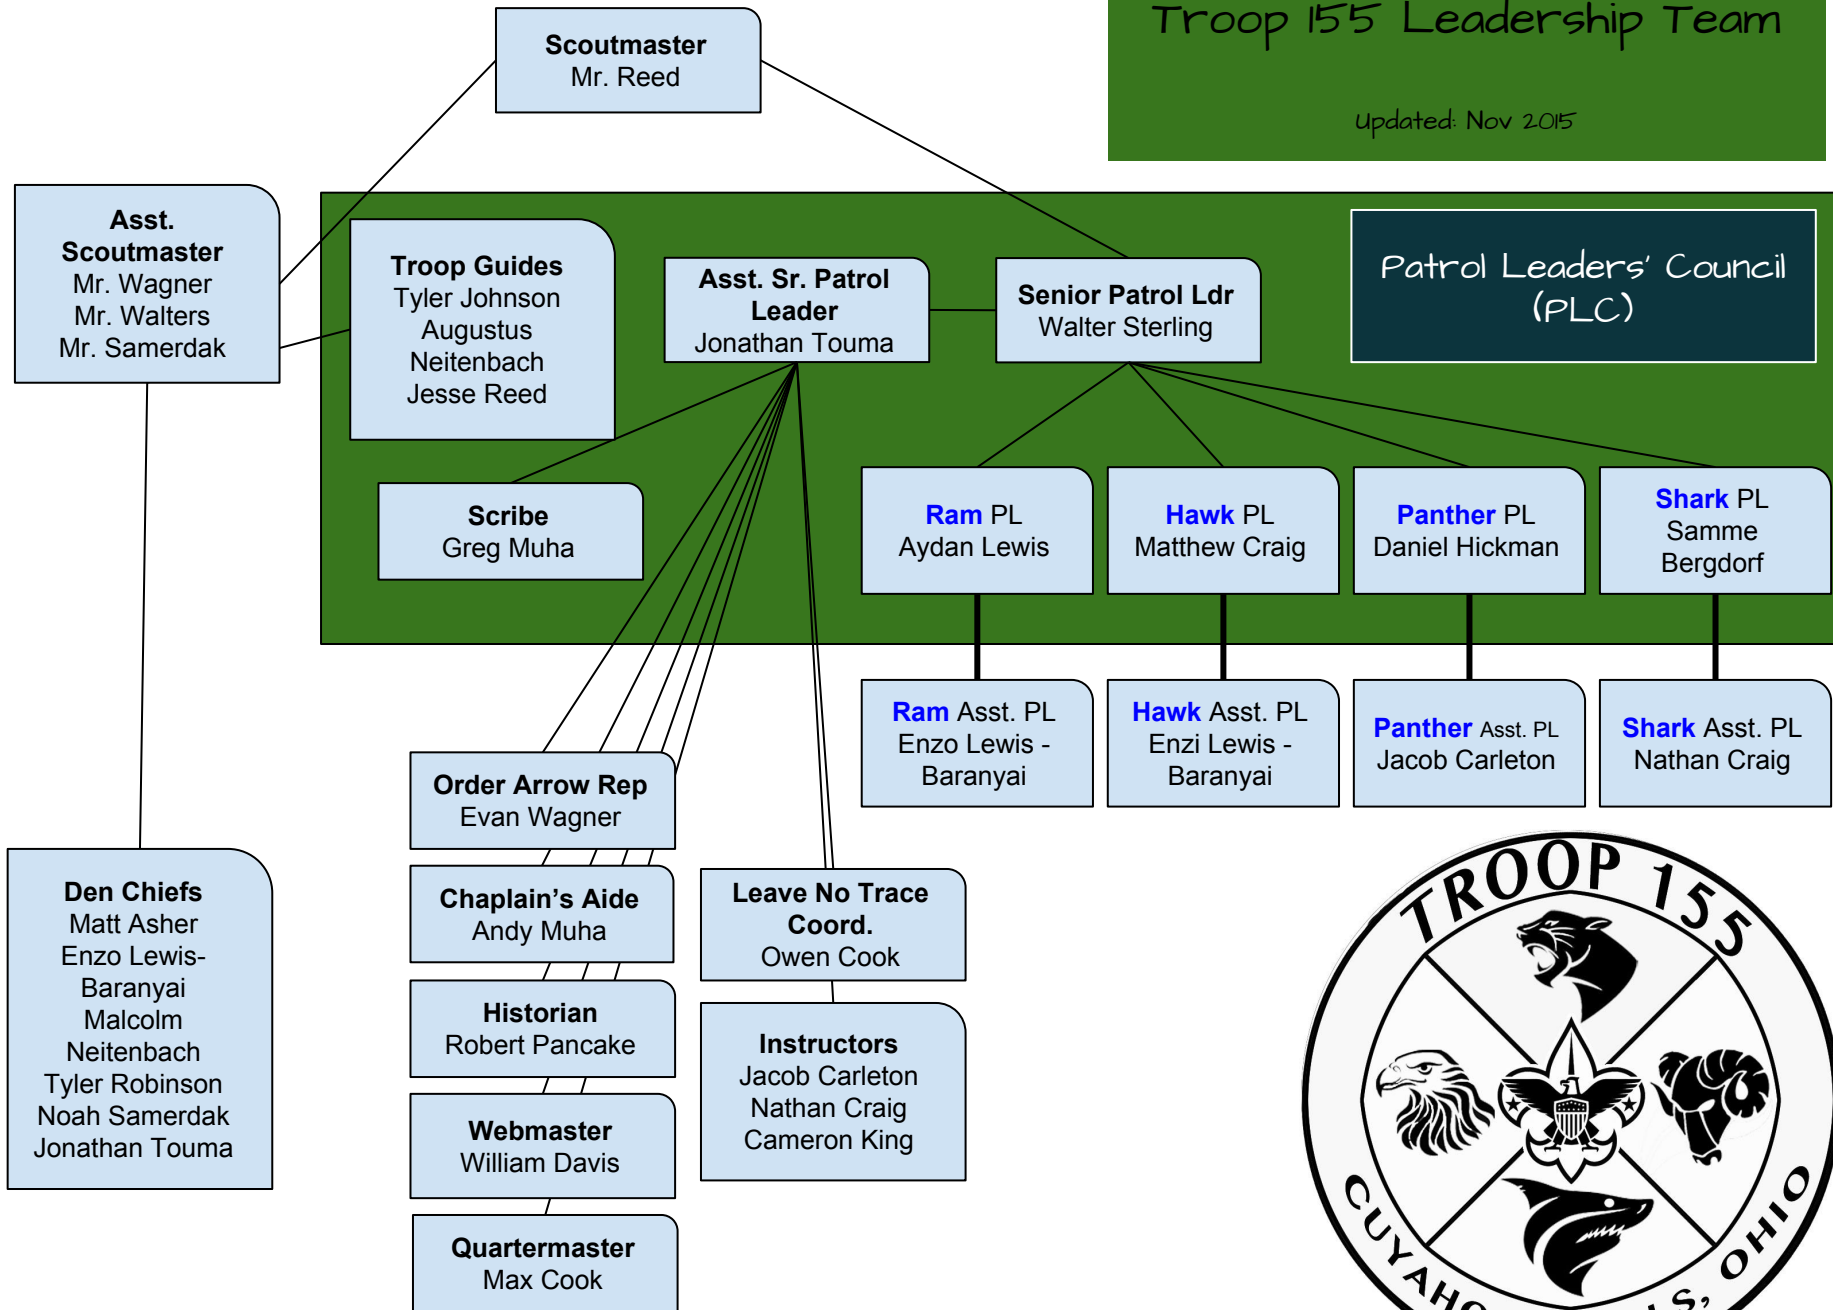 Troop 155 Leadership Team
Updated: Nov 2015
Scoutmaster
Mr. Reed
Asst.
Scoutmaster
Mr. Wagner
Mr. Walters
Mr. Samerdak
Troop Guides
Tyler Johnson
Augustus
Neitenbach
Jesse Reed
Asst. Sr. Patrol
Leader
Jonathan Touma
Senior Patrol Ldr
Walter Sterling
Patrol Leaders' Council
(PLC)
Scribe
Greg Muha
Ram PL
Aydan Lewis
Hawk PL
Matthew Craig
Panther PL
Daniel Hickman
Shark PL
Samme
Bergdorf
Ram Asst. PL
Enzo Lewis -
Baranyai
Hawk Asst. PL
Enzi Lewis -
Baranyai
Panther Asst. PL
Jacob Carleton
Shark Asst. PL
Nathan Craig
Order Arrow Rep
Evan Wagner
Chaplain's Aide
Andy Muha
Historian
Robert Pancake
Webmaster
William Davis
Quartermaster
Max Cook
Leave No Trace
Coord.
Owen Cook
Instructors
Jacob Carleton
Nathan Craig
Cameron King
Den Chiefs
Matt Asher
Enzo Lewis-
Baranyai
Malcolm
Neitenbach
Tyler Robinson
Noah Samerdak
Jonathan Touma
TROOP 155
OHIO